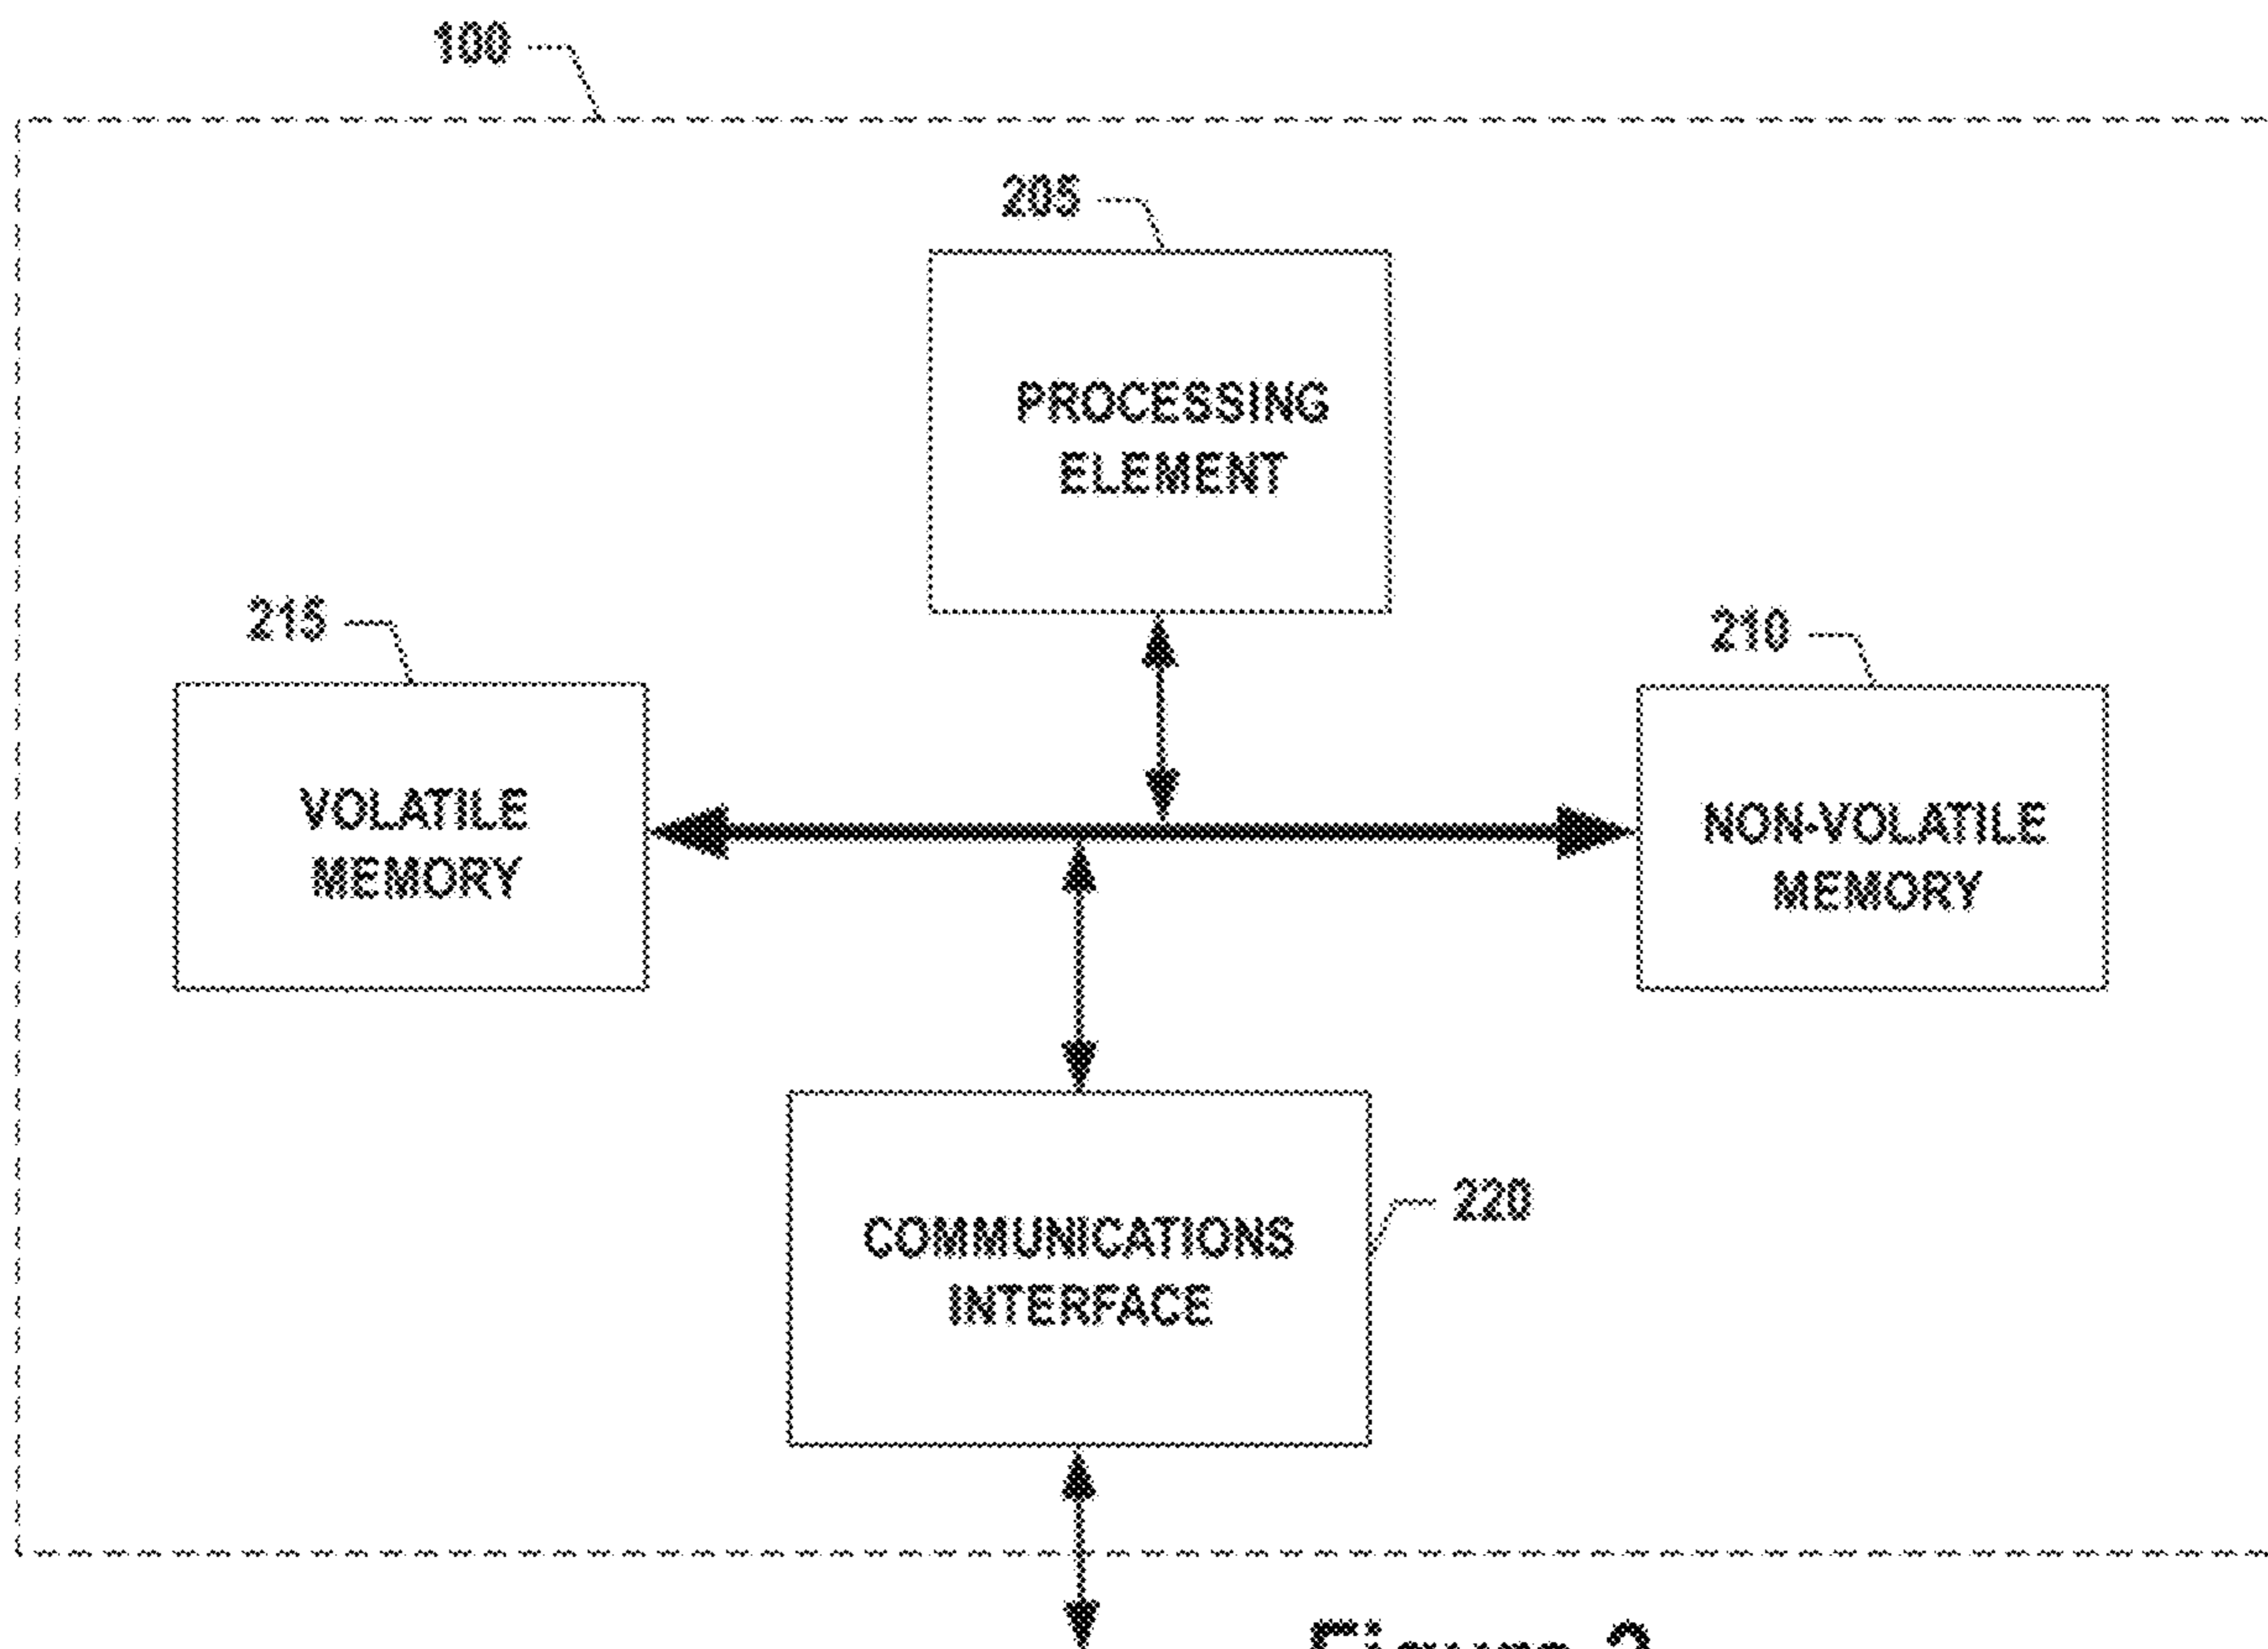 100
205
PROCESSING
ELEMENT
215
210
VOLATILE
MEMORY
NON-VOLATILE
MEMORY
220
COMMUNICATIONS
INTERFACE